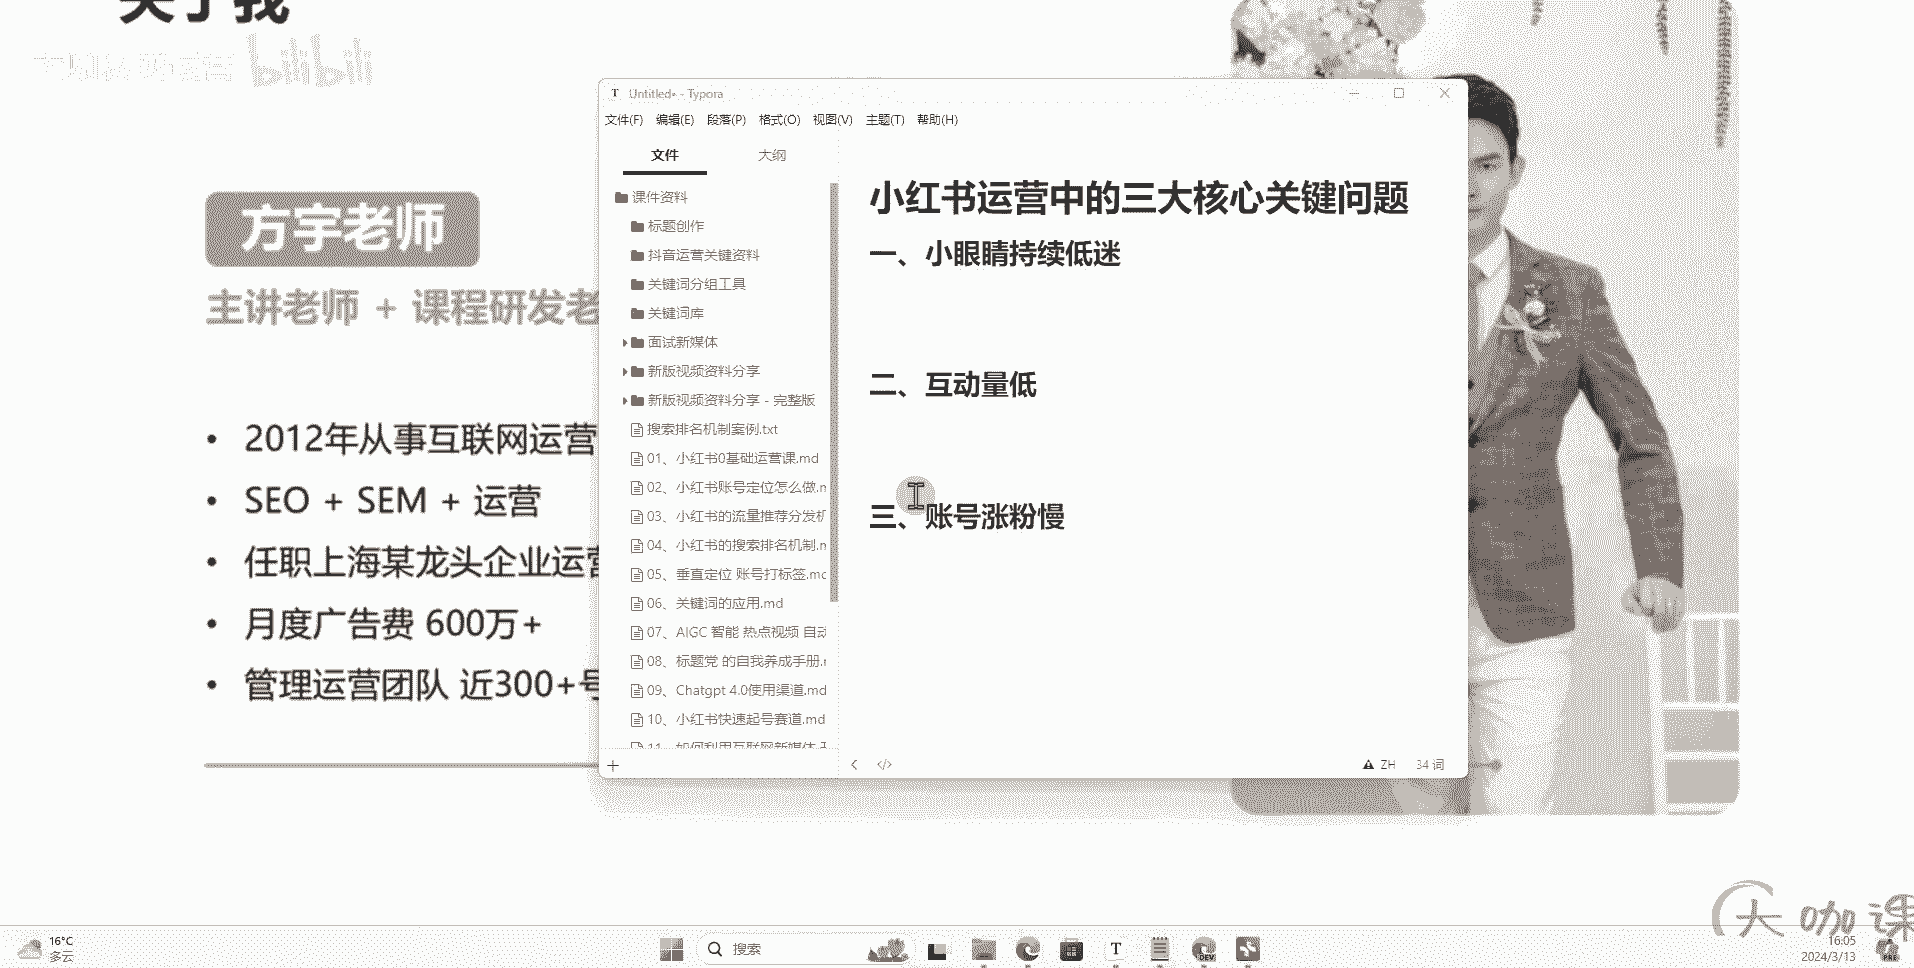 关于我
bilibili
方宇老师
主讲老师 + 课程研发老
2012年从事互联网运营
SEO + SEM + 运营
任职上海某龙头企业运营
月度广告费 600万+
管理运营团队 近300+号
Untitled• - Typora
文件(F) 编辑(E) 段落(P) 格式(O) 视图(V) 主题(T) 帮助(H)
文件 大纲
课件资料
标题创作
抖音运营关键资料
关键词分组工具
关键词库
面试新媒体
新版视频资料分享
新版视频资料分享 - 完整版
搜索排名机制案例.txt
01、小红书0基础运营课.md
02、小红书账号定位怎么做.m
03、小红书的流量推荐分发机
04、小红书的搜索排名机制.m
05、垂直定位 账号打标签.mc
06、关键词的应用.md
07、AIGC 智能 热点视频 自动
08、标题党 的自我养成手册.m
09、Chatgpt 4.0使用渠道.md
10、小红书快速起号赛道.md
11、如何利用互联网新媒体
小红书运营中的三大核心关键问题
一、小眼睛持续低迷
二、互动量低
三、账号涨粉慢
ZH 34 词
大咖课
16°C
多云
搜索
DEV
16:05
2024/3/13
PRE